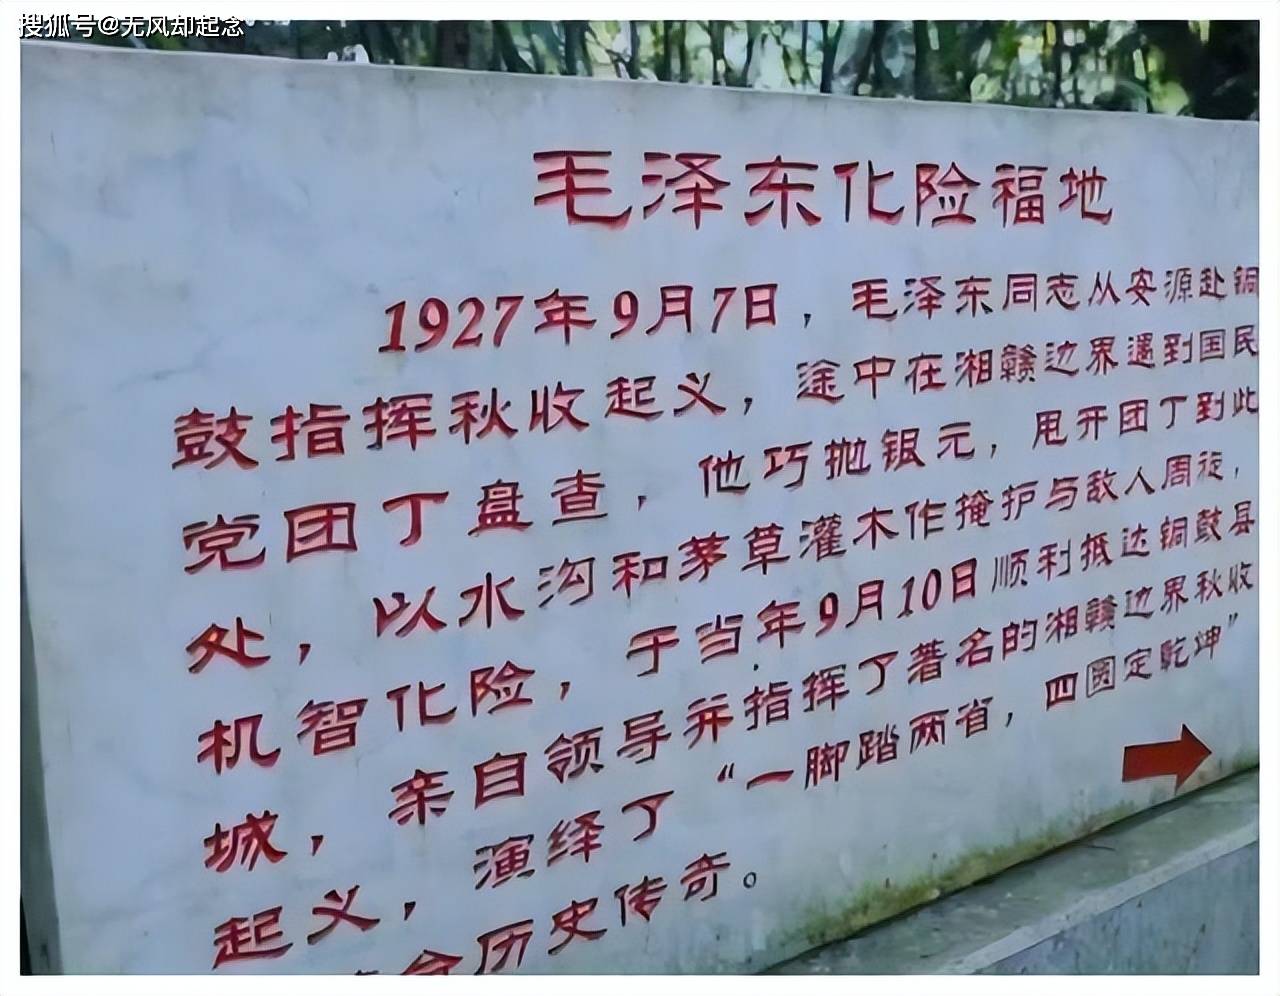 搜狐号@无风却起念
毛泽东化险福地
1927年9月7日，毛泽东同志从安源赴铜
鼓指挥秋收起义，途中在湘赣边界遇到国民
党团丁盘查，他巧抛银元，甩开团丁到此
处，以水沟和茅草灌木作掩护与敌人周旋，
机智化险，于当年9月10日顺利抵达铜鼓县
城，亲自领导并指挥了著名的湘赣边界秋收
起义，演绎了“一脚踏两省，四圆定乾坤”
历史传奇。